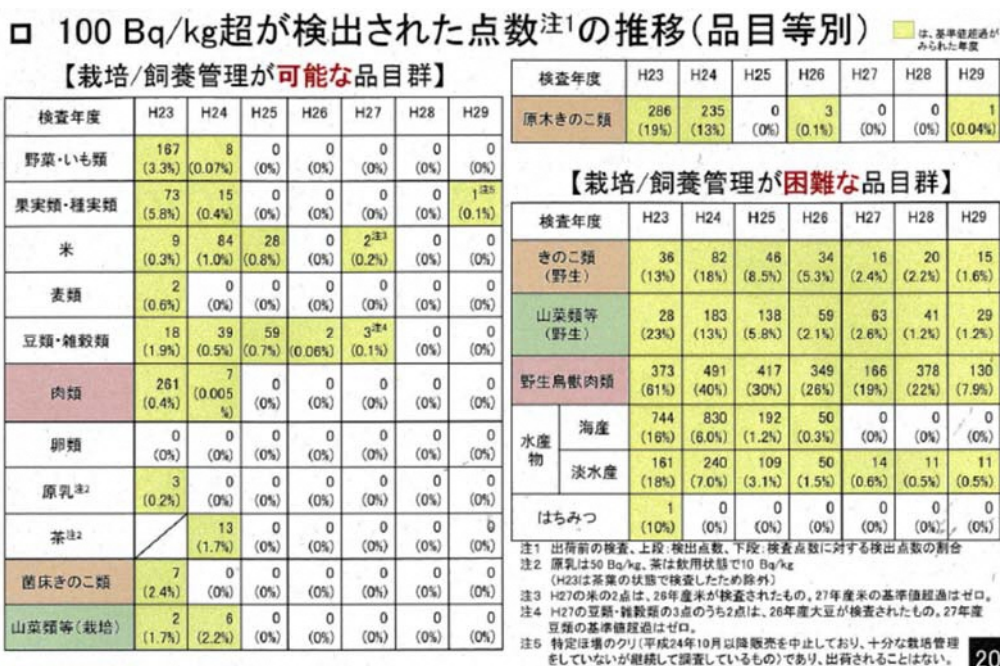 □ 100 Bq/kg超が検出された点数注1の推移(品目等別)
は、基準値超過が
みられた年度
【栽培/飼養管理が可能な品目群】
検査年度 H23 H24 H25 H26 H27 H28 H29
野菜・いも類 167 8 0 0 0 0 0
(3.3%) (0.07%) (0%) (0%) (0%) (0%) (0%)
果実類・種実類 73 15 0 0 0 0 1注5
(5.8%) (0.4%) (0%) (0%) (0%) (0%) (0.1%)
米 9 84 28 0 2注3 0 0
(0.3%) (1.0%) (0.8%) (0%) (0.2%) (0%) (0%)
麦類 2 0 0 0 0 0 0
(0.6%) (0%) (0%) (0%) (0%) (0%) (0%)
豆類・雑穀類 18 39 59 2 3注4 0 0
(1.9%) (0.5%) (0.7%) (0.06%) (0.1%) (0%) (0%)
肉類 261 7 0 0 0 0 0
(0.4%) (0.005%) (0%) (0%) (0%) (0%) (0%)
卵類 0 0 0 0 0 0 0
(0%) (0%) (0%) (0%) (0%) (0%) (0%)
原乳注2 3 0 0 0 0 0 0
(0.2%) (0%) (0%) (0%) (0%) (0%) (0%)
茶注2 13 0 0 0 0 0
(1.7%) (0%) (0%) (0%) (0%) (0%)
菌床きのこ類 7 0 0 0 0 0 0
(2.4%) (0%) (0%) (0%) (0%) (0%) (0%)
山菜類等(栽培) 2 6 0 0 0 0 0
(1.7%) (2.2%) (0%) (0%) (0%) (0%) (0%)
検査年度 H23 H24 H25 H26 H27 H28 H29
原木きのこ類 286 235 0 3 0 0 1
(19%) (13%) (0%) (0.1%) (0%) (0%) (0.04%)
【栽培/飼養管理が困難な品目群】
検査年度 H23 H24 H25 H26 H27 H28 H29
きのこ類 36 82 46 34 16 20 15
(野生) (13%) (18%) (8.5%) (5.3%) (2.4%) (2.2%) (1.6%)
山菜類等 28 183 138 59 63 41 29
(野生) (23%) (13%) (5.8%) (2.1%) (2.6%) (1.2%) (1.2%)
野生鳥獣肉類 373 491 417 349 166 378 130
(61%) (40%) (30%) (26%) (19%) (22%) (7.9%)
水産物 海産 744 830 192 50 0 0 0
(16%) (6.0%) (1.2%) (0.3%) (0%) (0%) (0%)
淡水産 161 240 109 50 14 11 11
(18%) (7.0%) (3.1%) (1.5%) (0.6%) (0.5%) (0.5%)
はちみつ 1 0 0 0 0 0 0
(10%) (0%) (0%) (0%) (0%) (0%) (0%)
注1 出荷前の検査、上段:検出点数、下段:検査点数に対する検出点数の割合
注2 原乳は50 Bq/kg、茶は飲用状態で10 Bq/kg
(H23は茶葉の状態で検査したため除外)
注3 H27の米の2点は、26年産米が検査されたもの。27年産米の基準値超過はゼロ。
注4 H27の豆類・雑穀類の3点のうち2点は、26年産大豆が検査されたもの。27年産
豆類の基準値超過はゼロ。
注5 特定ほ場のクリ(平成24年10月以降販売を中止しており、十分な栽培管理
をしていないが継続して調査しているもの)であり、出荷されることはない。
20